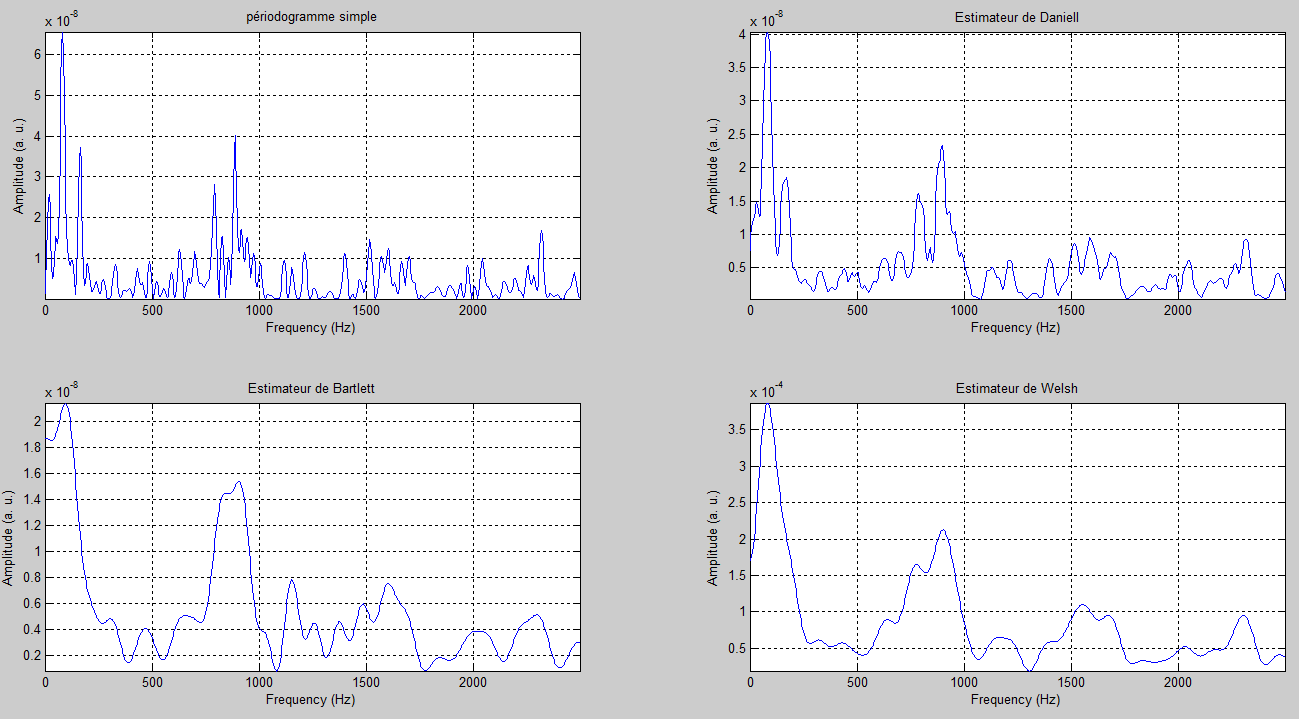 périodogramme simple
x 10-8
6
5
4
3
2
1
0 500 1000 1500 2000
Frequency (Hz)
Amplitude (a. u.)
Estimateur de Daniell
x 10-8
4
3.5
3
2.5
2
1.5
1
0.5
0 500 1000 1500 2000
Frequency (Hz)
Amplitude (a. u.)
Estimateur de Bartlett
x 10-8
2
1.8
1.6
1.4
1.2
1
0.8
0.6
0.4
0.2
0 500 1000 1500 2000
Frequency (Hz)
Amplitude (a. u.)
Estimateur de Welsh
x 10-4
3.5
3
2.5
2
1.5
1
0.5
0 500 1000 1500 2000
Frequency (Hz)
Amplitude (a. u.)